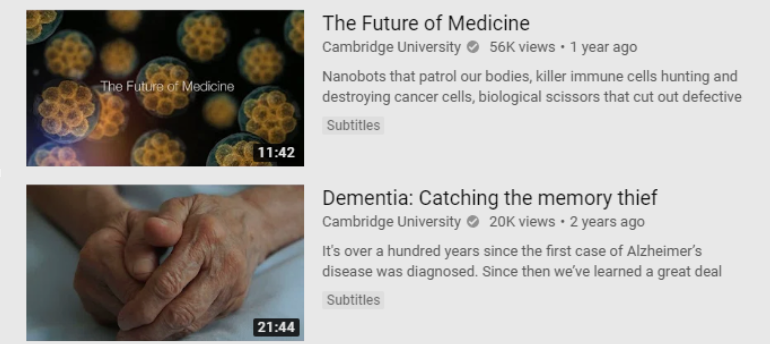 The Future of Medicine
11:42
The Future of Medicine
Cambridge University 56K views • 1 year ago
Nanobots that patrol our bodies, killer immune cells hunting and
destroying cancer cells, biological scissors that cut out defective
Subtitles
21:44
Dementia: Catching the memory thief
Cambridge University 20K views • 2 years ago
It's over a hundred years since the first case of Alzheimer's
disease was diagnosed. Since then we've learned a great deal
Subtitles